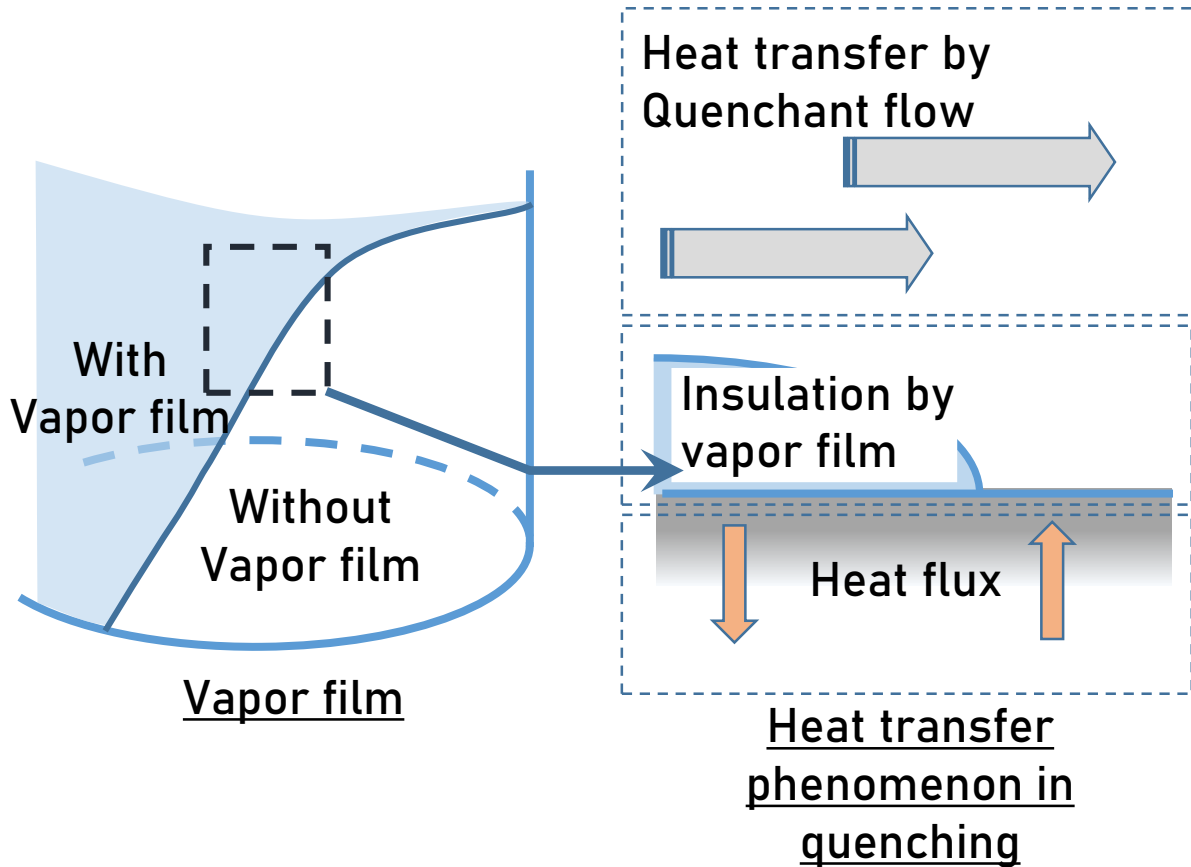 Heat transfer by
Quenchant flow
With
Vapor film
Insulation by
vapor film
Without
Vapor film
Heat flux
Vapor film
Heat transfer
phenomenon in
quenching